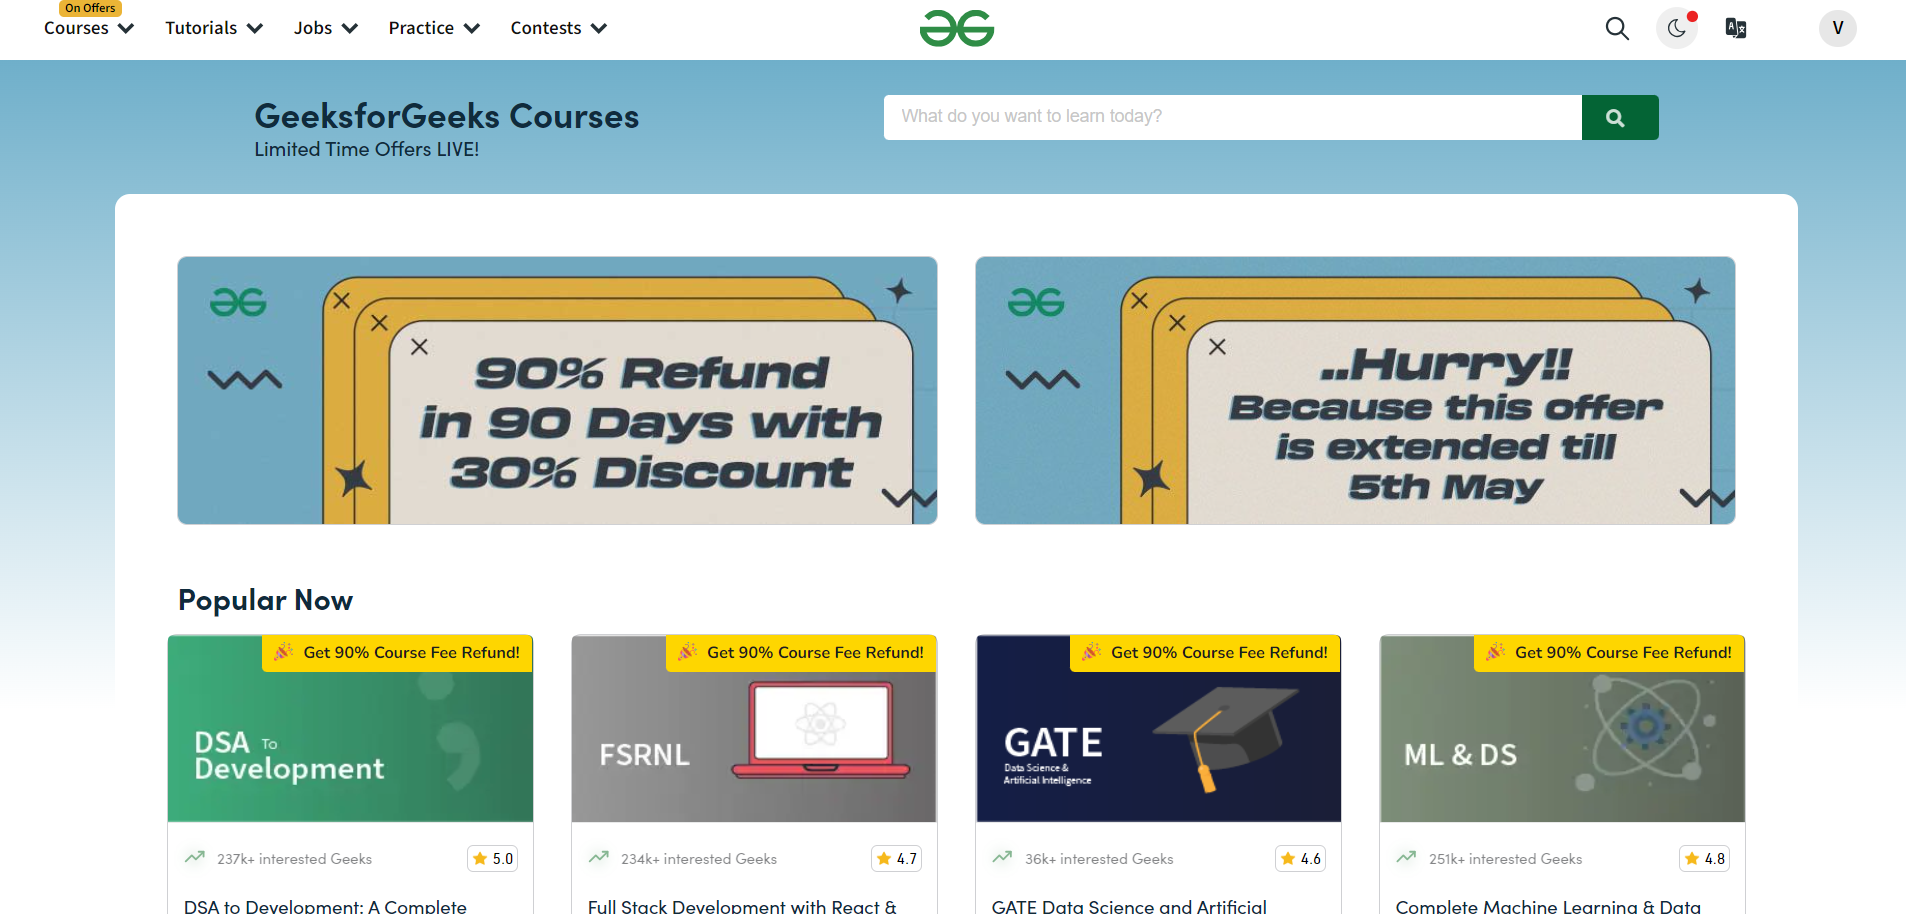 On Offers
Courses Tutorials Jobs Practice Contests
V
GeeksforGeeks Courses
Limited Time Offers LIVE!
What do you want to learn today?
90% Refund
in 90 Days with
30% Discount
..Hurry!!
Because this offer
is extended till
5th May
Popular Now
Get 90% Course Fee Refund!
DSA To
Development
237k+ interested Geeks
5.0
DSA to Development: A Complete
Get 90% Course Fee Refund!
FSRNL
234k+ interested Geeks
4.7
Full Stack Development with React &
Get 90% Course Fee Refund!
GATE
Data Science &
Artificial Intelligence
36k+ interested Geeks
4.6
GATE Data Science and Artificial
Get 90% Course Fee Refund!
ML & DS
251k+ interested Geeks
4.8
Complete Machine Learning & Data